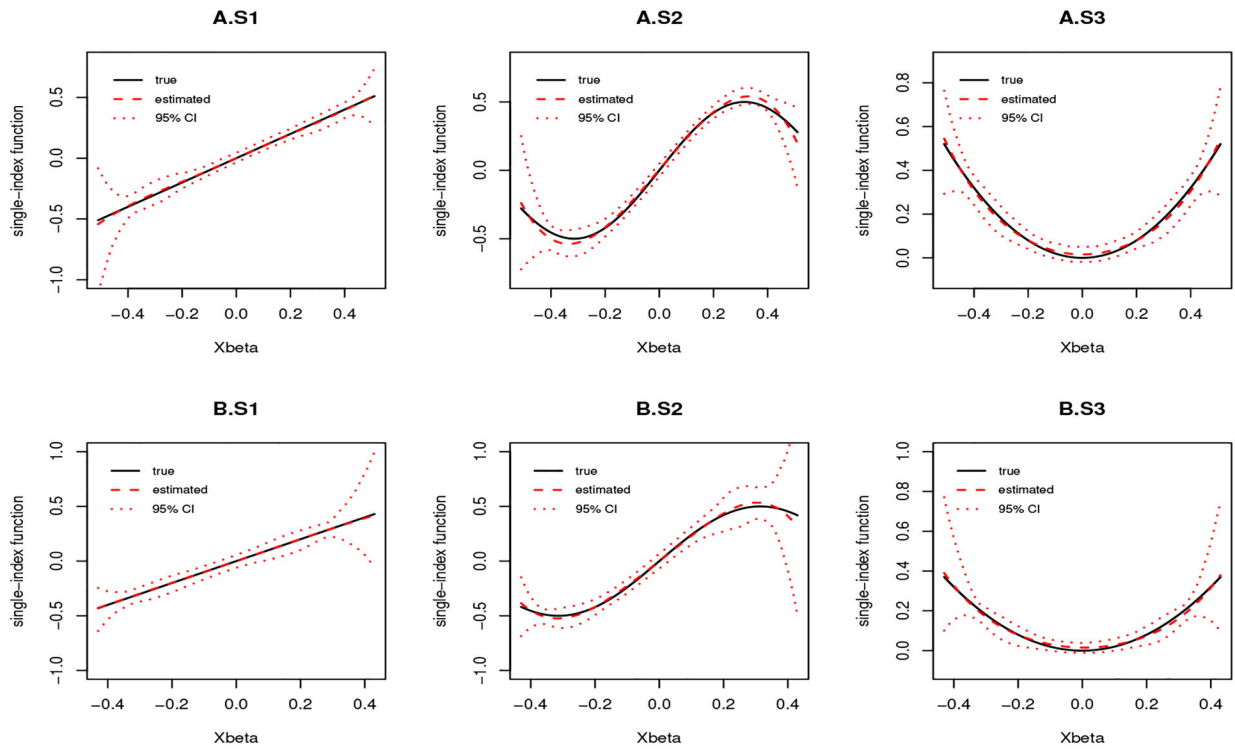 A.S1
single−index function
0.5
0.0
−0.5
−1.0
true
estimated
95% CI
−0.4 −0.2 0.0 0.2 0.4
Xbeta
A.S2
single−index function
0.5
0.0
−0.5
true
estimated
95% CI
−0.4 −0.2 0.0 0.2 0.4
Xbeta
A.S3
single−index function
0.8
0.6
0.4
0.2
0.0
true
estimated
95% CI
−0.4 −0.2 0.0 0.2 0.4
Xbeta
B.S1
single−index function
1.0
0.5
0.0
−0.5
−1.0
true
estimated
95% CI
−0.4 −0.2 0.0 0.2 0.4
Xbeta
B.S2
single−index function
1.0
0.5
0.0
−0.5
−1.0
true
estimated
95% CI
−0.4 −0.2 0.0 0.2 0.4
Xbeta
B.S3
single−index function
1.0
0.8
0.6
0.4
0.2
0.0
true
estimated
95% CI
−0.4 −0.2 0.0 0.2 0.4
Xbeta